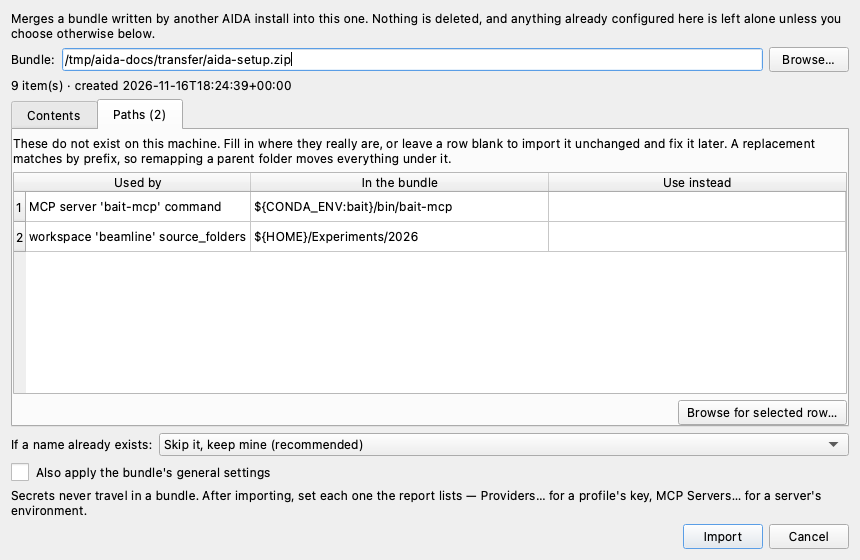 Merges a bundle written by another AIDA install into this one. Nothing is deleted, and anything already configured here is left alone unless you
choose otherwise below.
Bundle: /tmp/aida-docs/transfer/aida-setup.zip Browse...
9 item(s) · created 2026-11-16T18:24:39+00:00
Contents Paths (2)
These do not exist on this machine. Fill in where they really are, or leave a row blank to import it unchanged and fix it later. A replacement
matches by prefix, so remapping a parent folder moves everything under it.
Used by In the bundle Use instead
1 MCP server 'bait-mcp' command ${CONDA_ENV:bait}/bin/bait-mcp
2 workspace 'beamline' source_folders ${HOME}/Experiments/2026
Browse for selected row...
If a name already exists: Skip it, keep mine (recommended)
Also apply the bundle's general settings
Secrets never travel in a bundle. After importing, set each one the report lists — Providers... for a profile's key, MCP Servers... for a server's
environment.
Import Cancel